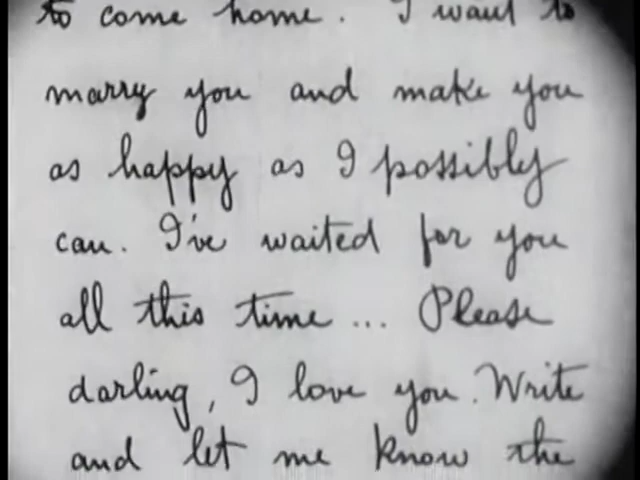 to come home. I want to
marry you and make you
as happy as I possibly
can. I've waited for you
all this time... Please
darling, I love you. Write
and let me know the